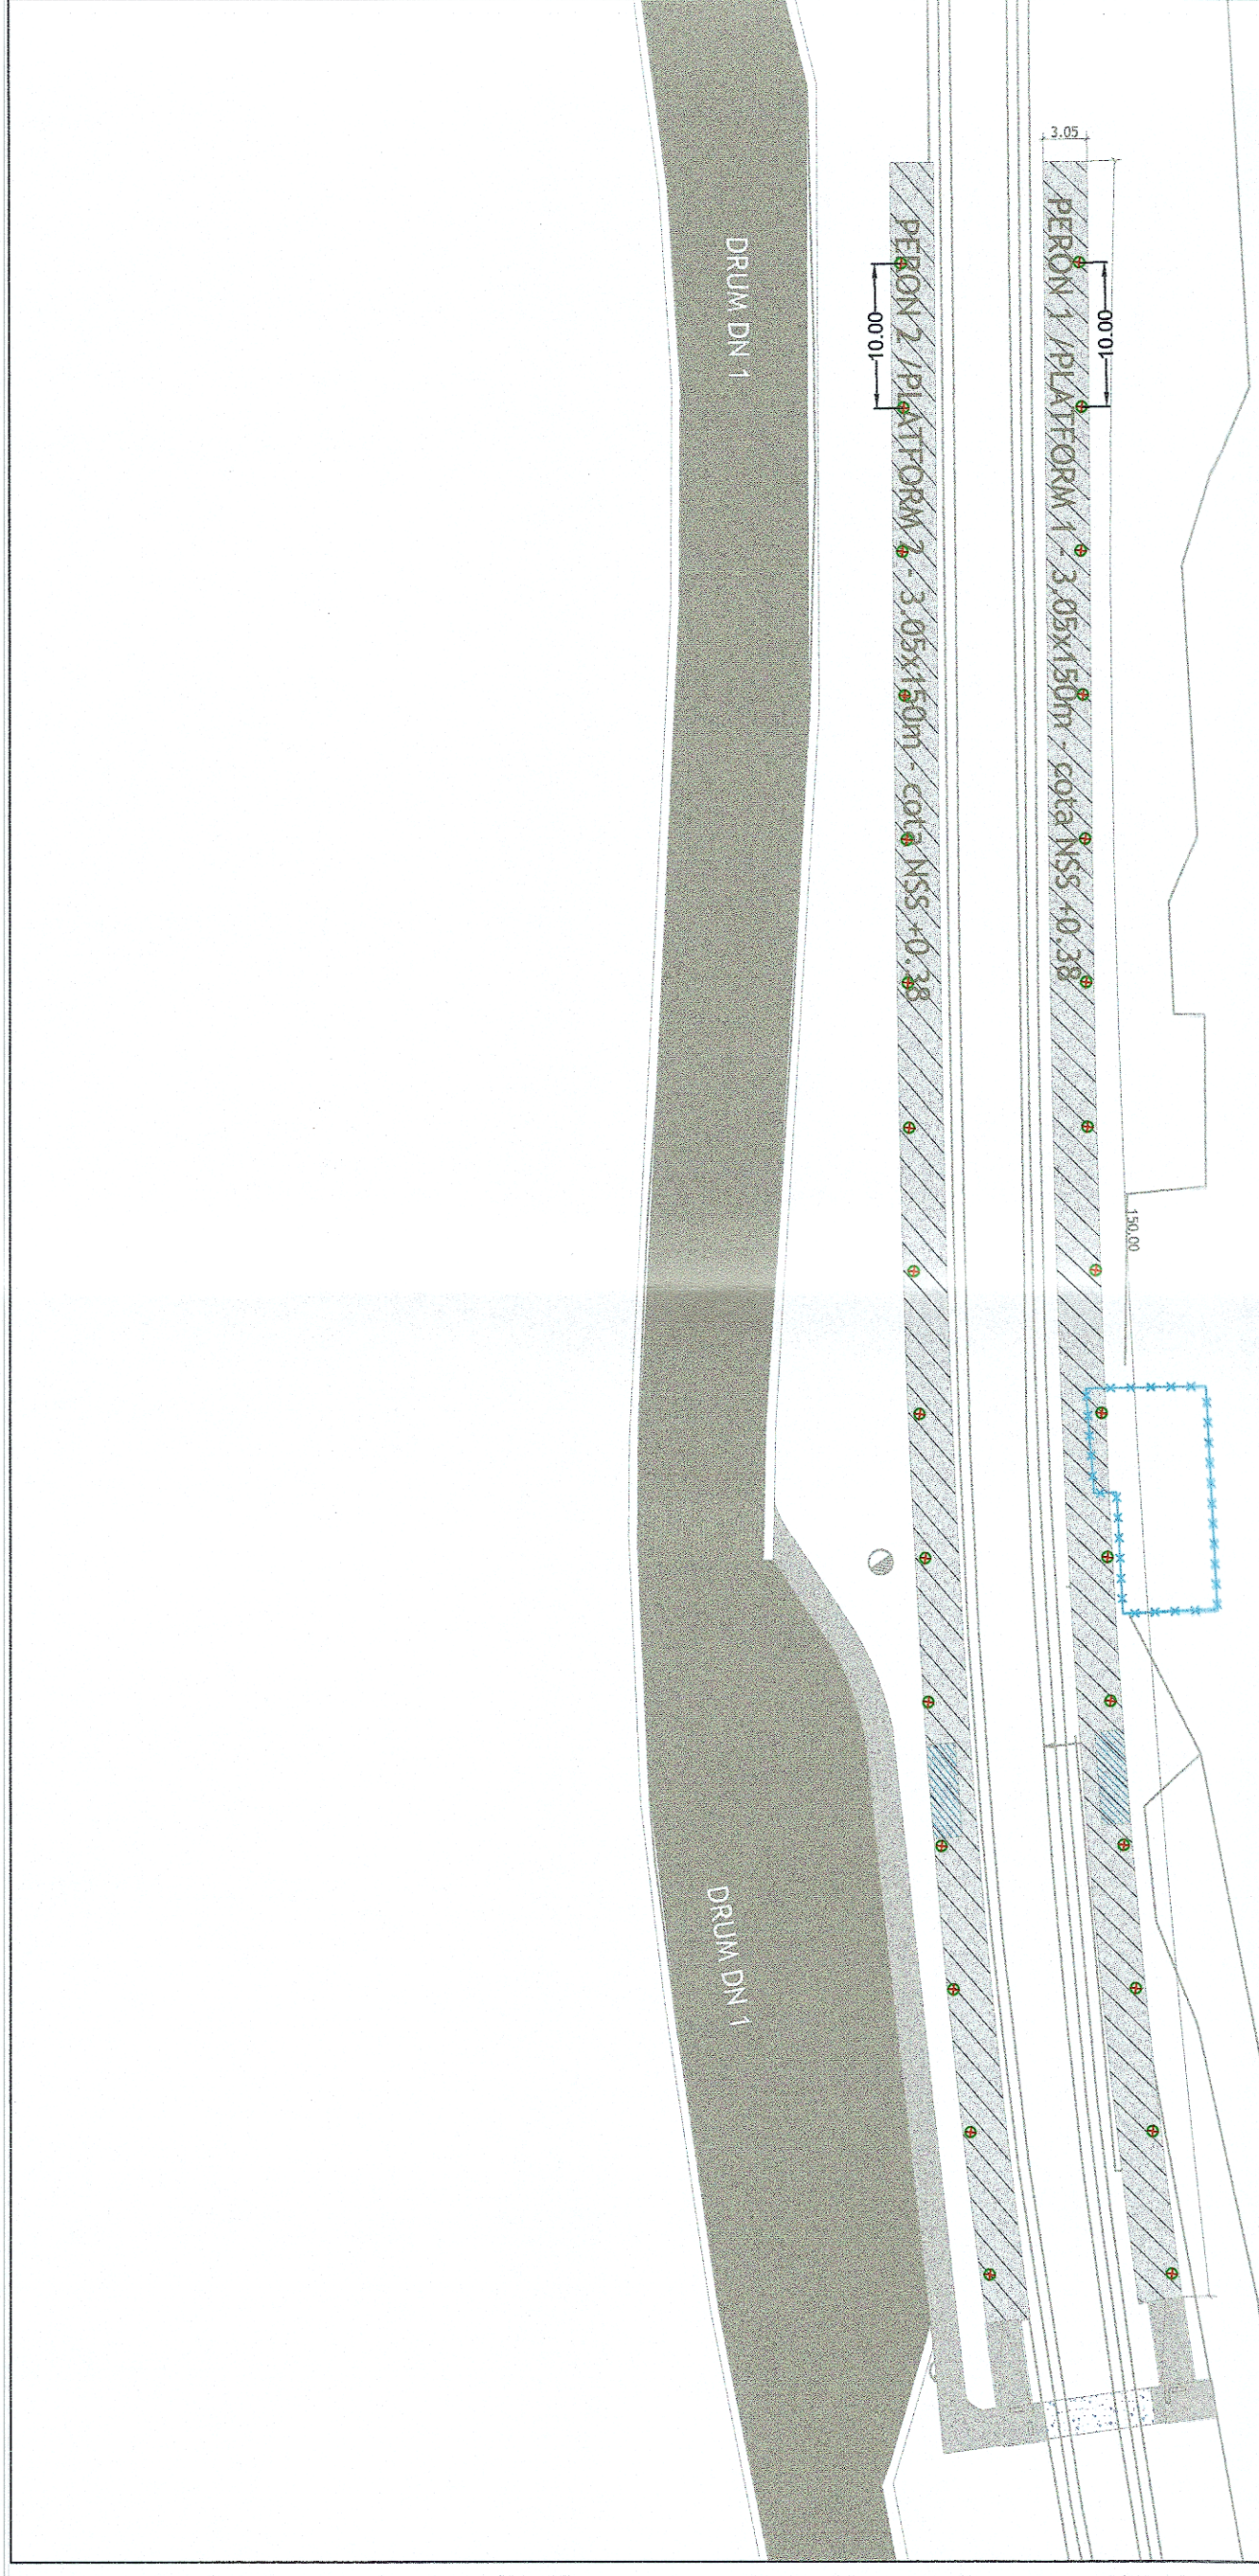 3.05
PERON 1 /PLATFORM 1 - 3,05x150m - cota NSS +0,38
10.00
150,00
PERON 2 /PLATFORM 2 - 3,05x150m - cota NSS +0,38
10.00
DRUM DN 1
DRUM DN 1